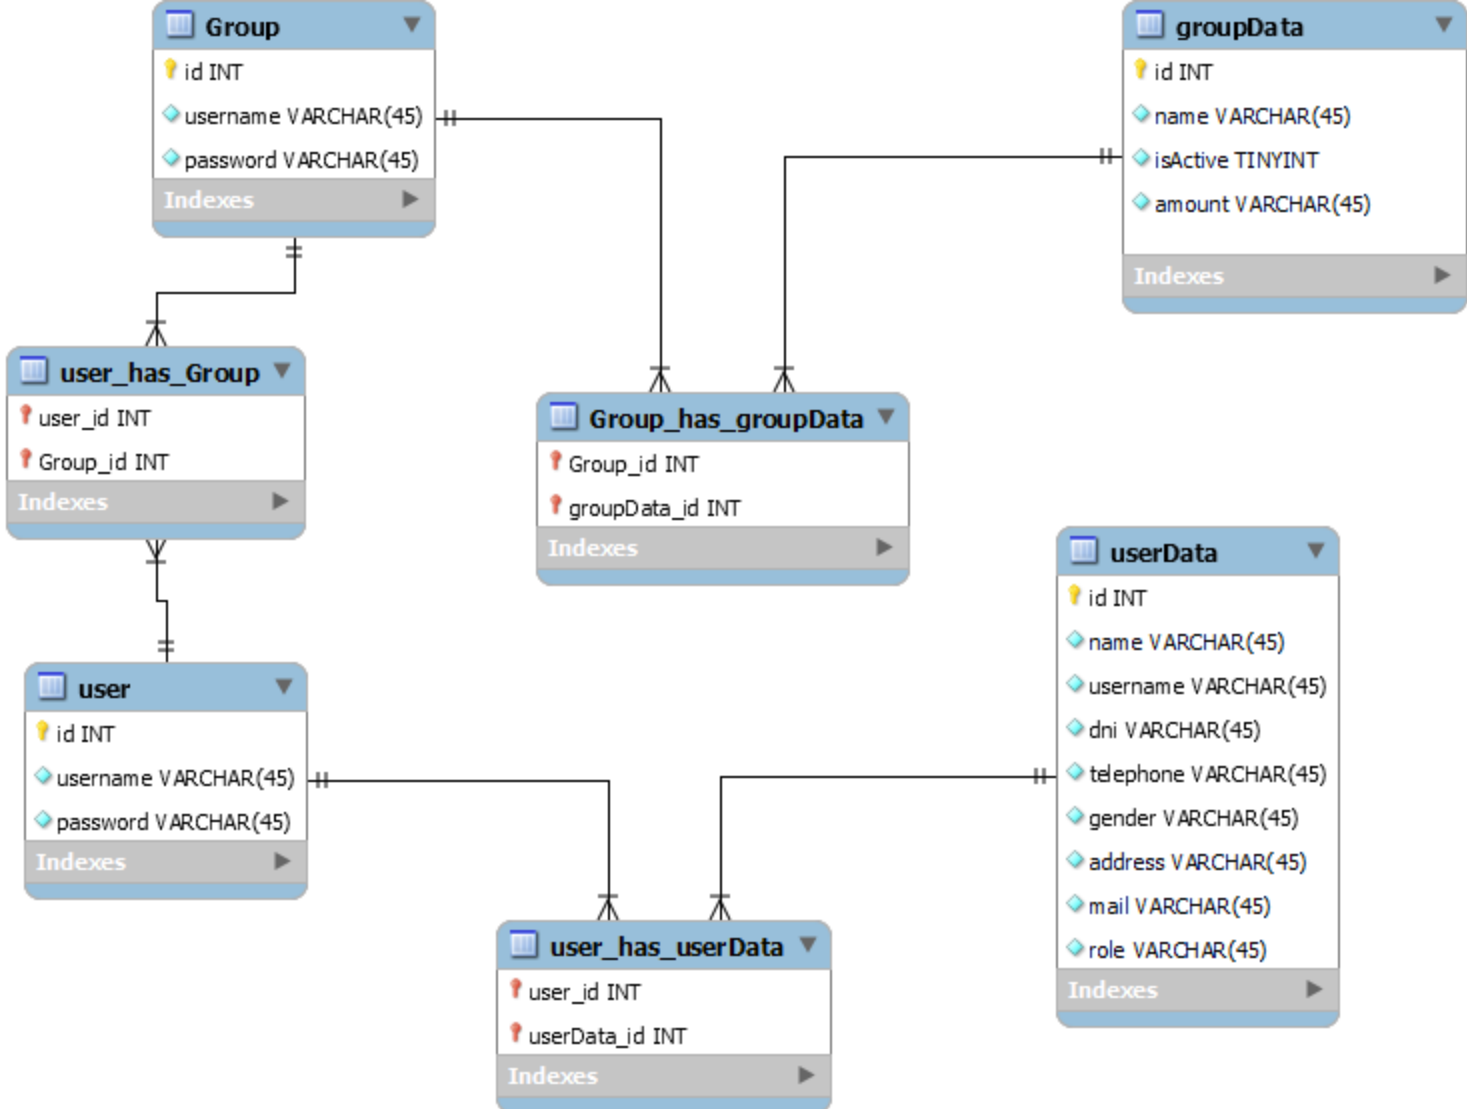 Group
id INT
username VARCHAR(45)
password VARCHAR(45)
Indexes
groupData
id INT
name VARCHAR(45)
isActive TINYINT
amount VARCHAR(45)
Indexes
user_has_Group
user_id INT
Group_id INT
Indexes
Group_has_groupData
Group_id INT
groupData_id INT
Indexes
user
id INT
username VARCHAR(45)
password VARCHAR(45)
Indexes
userData
id INT
name VARCHAR(45)
username VARCHAR(45)
dni VARCHAR(45)
telephone VARCHAR(45)
gender VARCHAR(45)
address VARCHAR(45)
mail VARCHAR(45)
role VARCHAR(45)
Indexes
user_has_userData
user_id INT
userData_id INT
Indexes